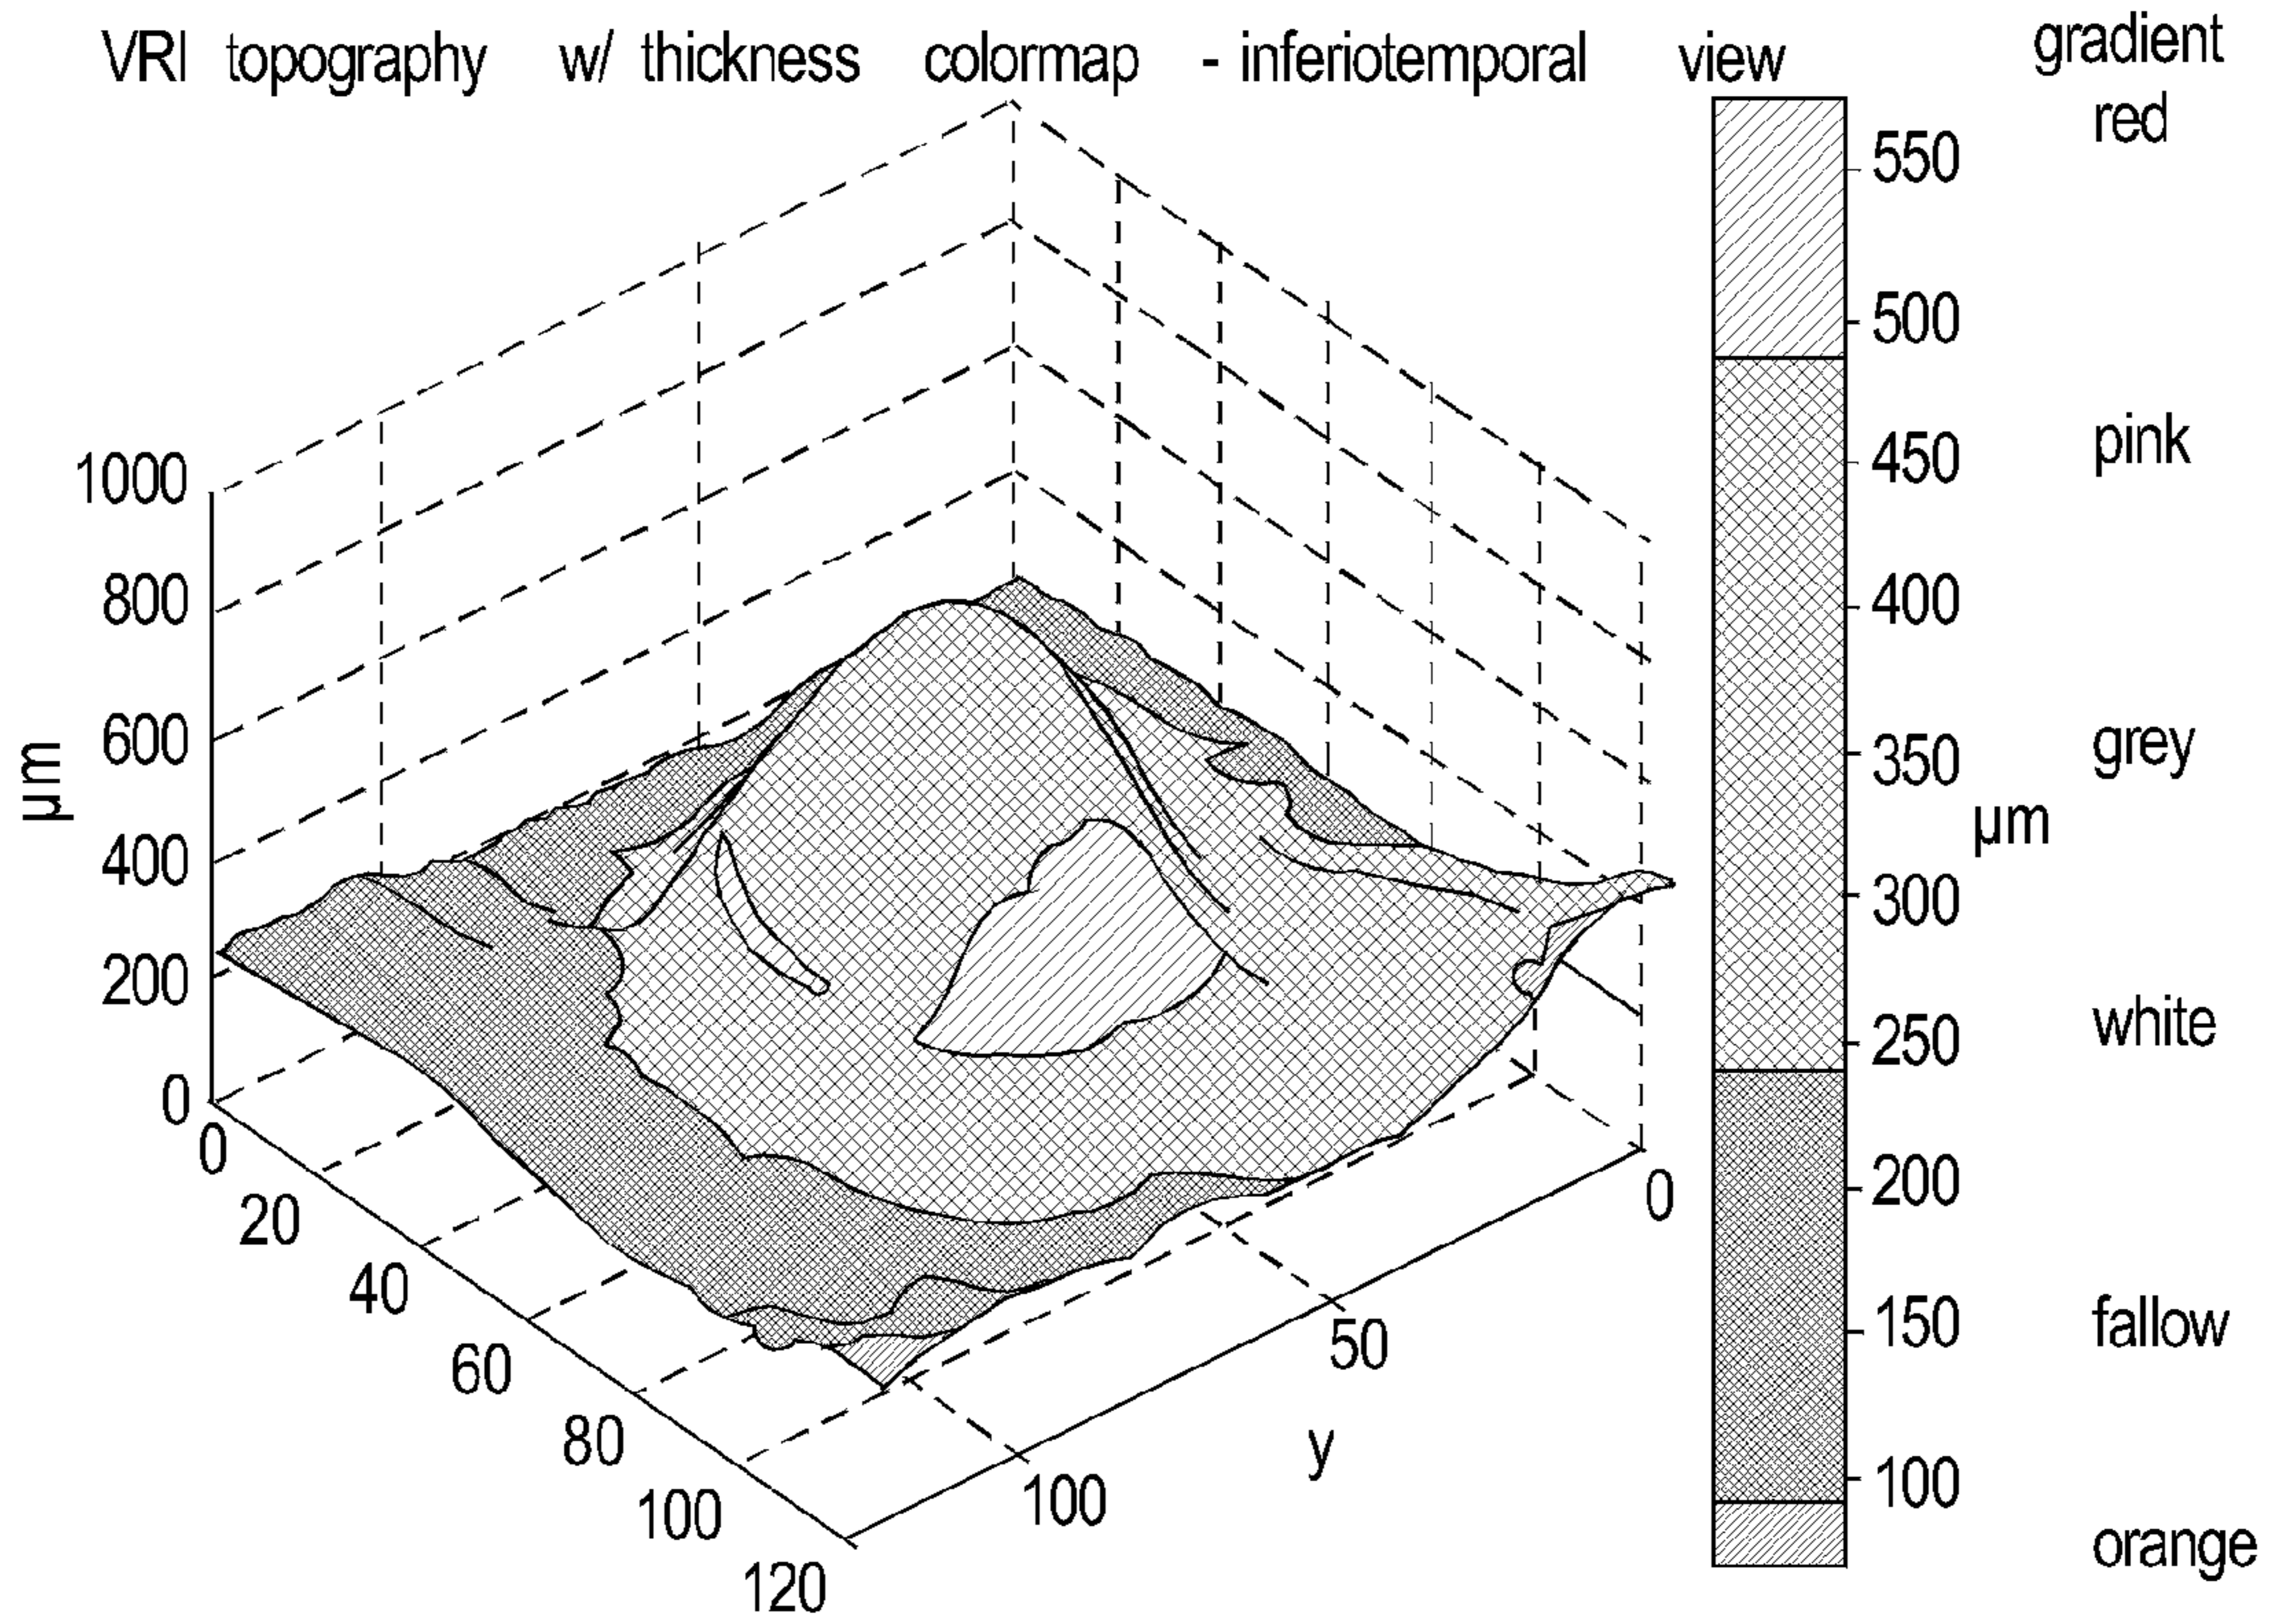 VRI topography w/ thickness colormap - inferiotemporal view
gradient
red
pink
grey
white
fallow
orange
550
500
450
400
350
300
250
200
150
100
µm
1000
800
600
400
200
0
µm
0
20
40
60
80
100
120
0
50
100
y